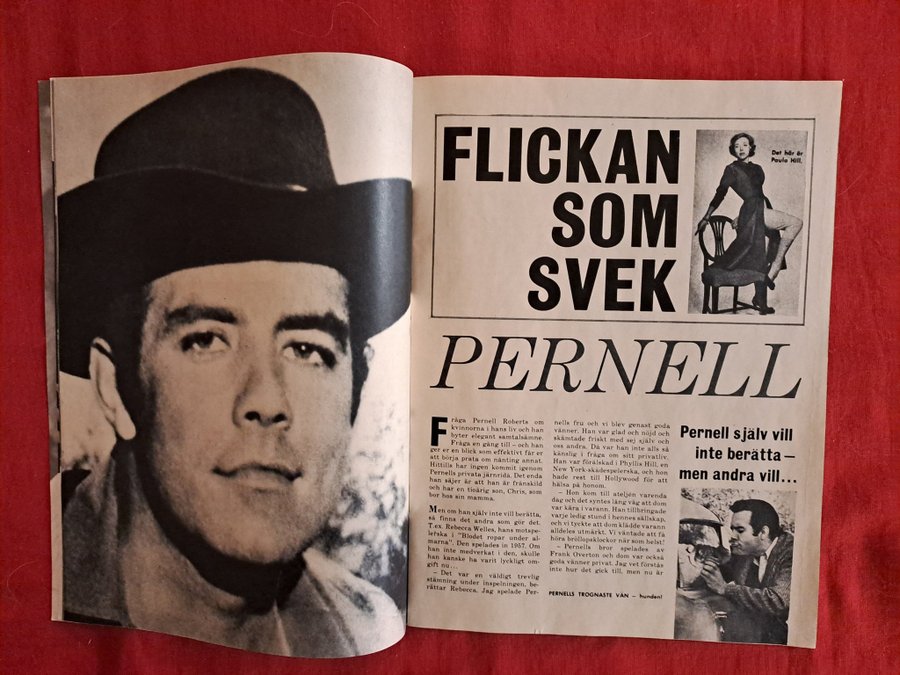 FLICKAN
SOM
SVEK
Det här är
Paula Hill.
PERNELL
Fråga Pernell Roberts om
kvinnorna i hans liv och han
byter elegant samtalsämne.
Fråga en gång till – och han
ger er en blick som effektivt får er
att börja prata om nånting annat.
Hittills har ingen kommit igenom
Pernells privata järnridå. Det enda
han säjer är att han är frånskild
och har en tioårig son, Chris, som
bor hos sin mamma.
Men om han själv inte vill berätta,
så finns det andra som gör det.
T.ex. Rebecca Welles, hans motspe-
lerska i "Blodet ropar under al-
marna". Den spelades in 1957. Om
han inte medverkat i den, skulle
han kanske ha varit lyckligt om-
gift nu...
– Det var en väldigt trevlig
stämning under inspelningen, be-
rättar Rebecca. Jag spelade Per-
nells fru och vi blev genast goda
vänner. Han var glad och nöjd och
skämtade friskt med sej själv och
oss andra. Då var han inte alls så
känslig i fråga om sitt privatliv.
Han var förälskad i Phyllis Hill, en
New York-skådespelerska, och hon
hade rest till Hollywood för att
hälsa på honom.
– Hon kom till ateljén varenda
dag och det syntes lång väg att dom
var kära i varann. Han tillbringade
varje ledig stund i hennes sällskap,
och vi tyckte att dom klädde varann
alldeles utmärkt. Vi väntade att få
höra bröllopsklockor när som helst!
– Pernells bror spelades av
Frank Overton och dom var också
goda vänner privat. Jag vet förstås
inte hur det gick till, men nu är
PERNELLS TROGNASTE VÄN – hunden!
Pernell själv vill
inte berätta –
men andra vill...